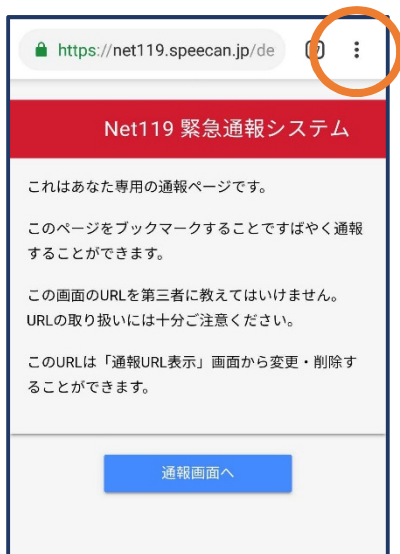 https://net119.speecan.jp/de
Net119 緊急通報システム
これはあなた専用の通報ページです。
このページをブックマークすることですばやく通報
することができます。
この画面のURLを第三者に教えてはいけません。
URLの取り扱いには十分ご注意ください。
このURLは「通報URL表示」画面から変更・削除す
ることができます。
通報画面へ